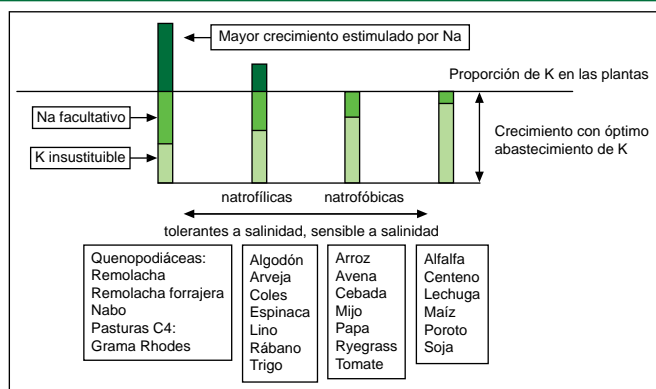 Mayor crecimiento estimulado por Na
Proporción de K en las plantas
Na facultativo
K insustituible
Crecimiento con óptimo
abastecimiento de K
natrofílicas
natrofóbicas
tolerantes a salinidad, sensible a salinidad
Quenopodiáceas:
Remolacha
Remolacha forrajera
Nabo
Pasturas C4:
Grama Rhodes
Algodón
Arveja
Coles
Espinaca
Lino
Rábano
Trigo
Arroz
Avena
Cebada
Mijo
Papa
Ryegrass
Tomate
Alfalfa
Centeno
Lechuga
Maíz
Poroto
Soja